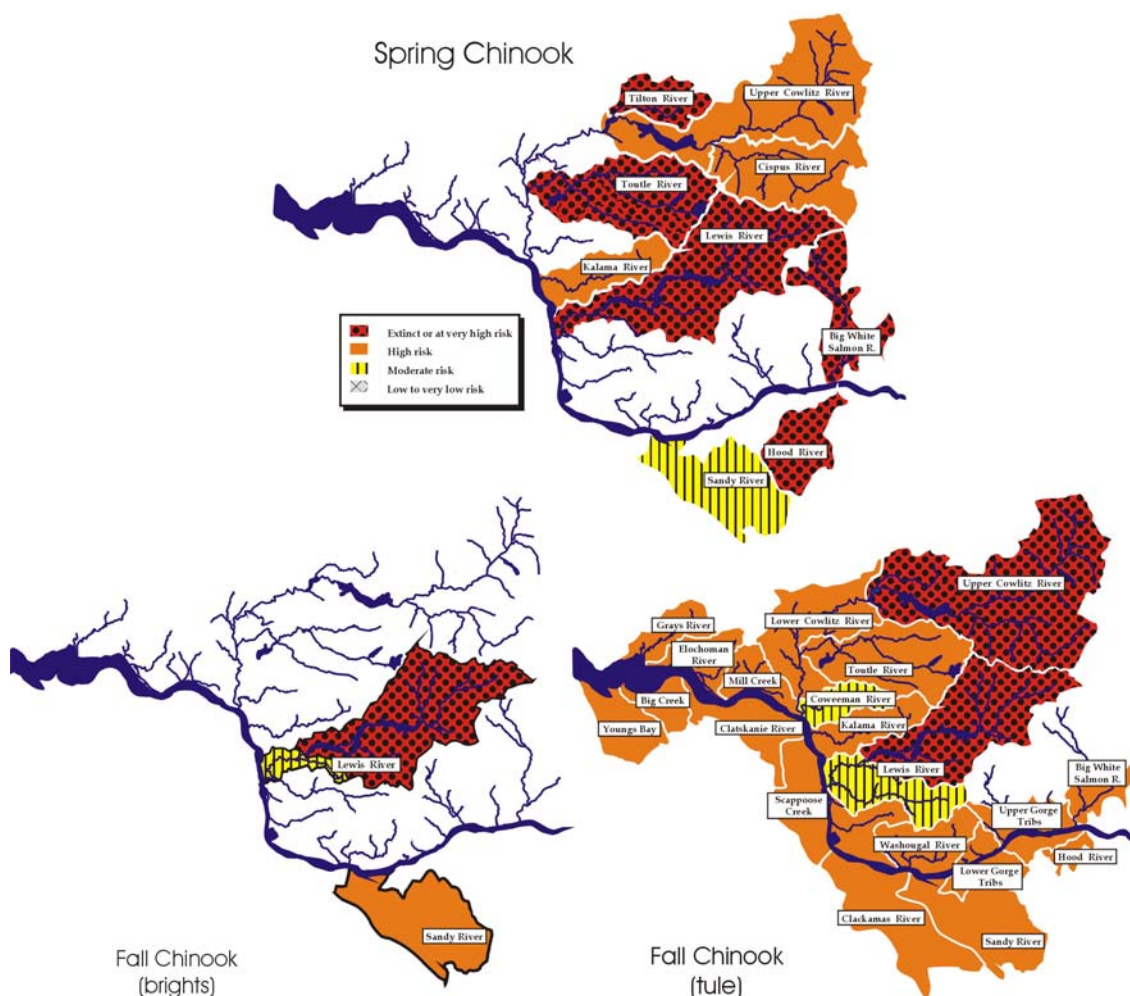 Spring Chinook
Tilton River
Upper Cowlitz River
Cispus River
Toutle River
Lewis River
Kalama River
Big White
Salmon R.
Hood River
Sandy River
Extinct or at very high risk
High risk
Moderate risk
Low to very low risk
Lewis River
Sandy River
Fall Chinook
(brights)
Upper Cowlitz River
Lower Cowlitz River
Grays River
Elochoman
River
Mill Creek
Toutle River
Coweeman River
Kalama River
Big Creek
Youngs Bay
Clatskanie River
Lewis River
Big White
Salmon R.
Scappoose
Creek
Upper Gorge
Tribs
Washougal River
Hood River
Lower Gorge
Tribs
Clackamas River
Sandy River
Fall Chinook
(tule)